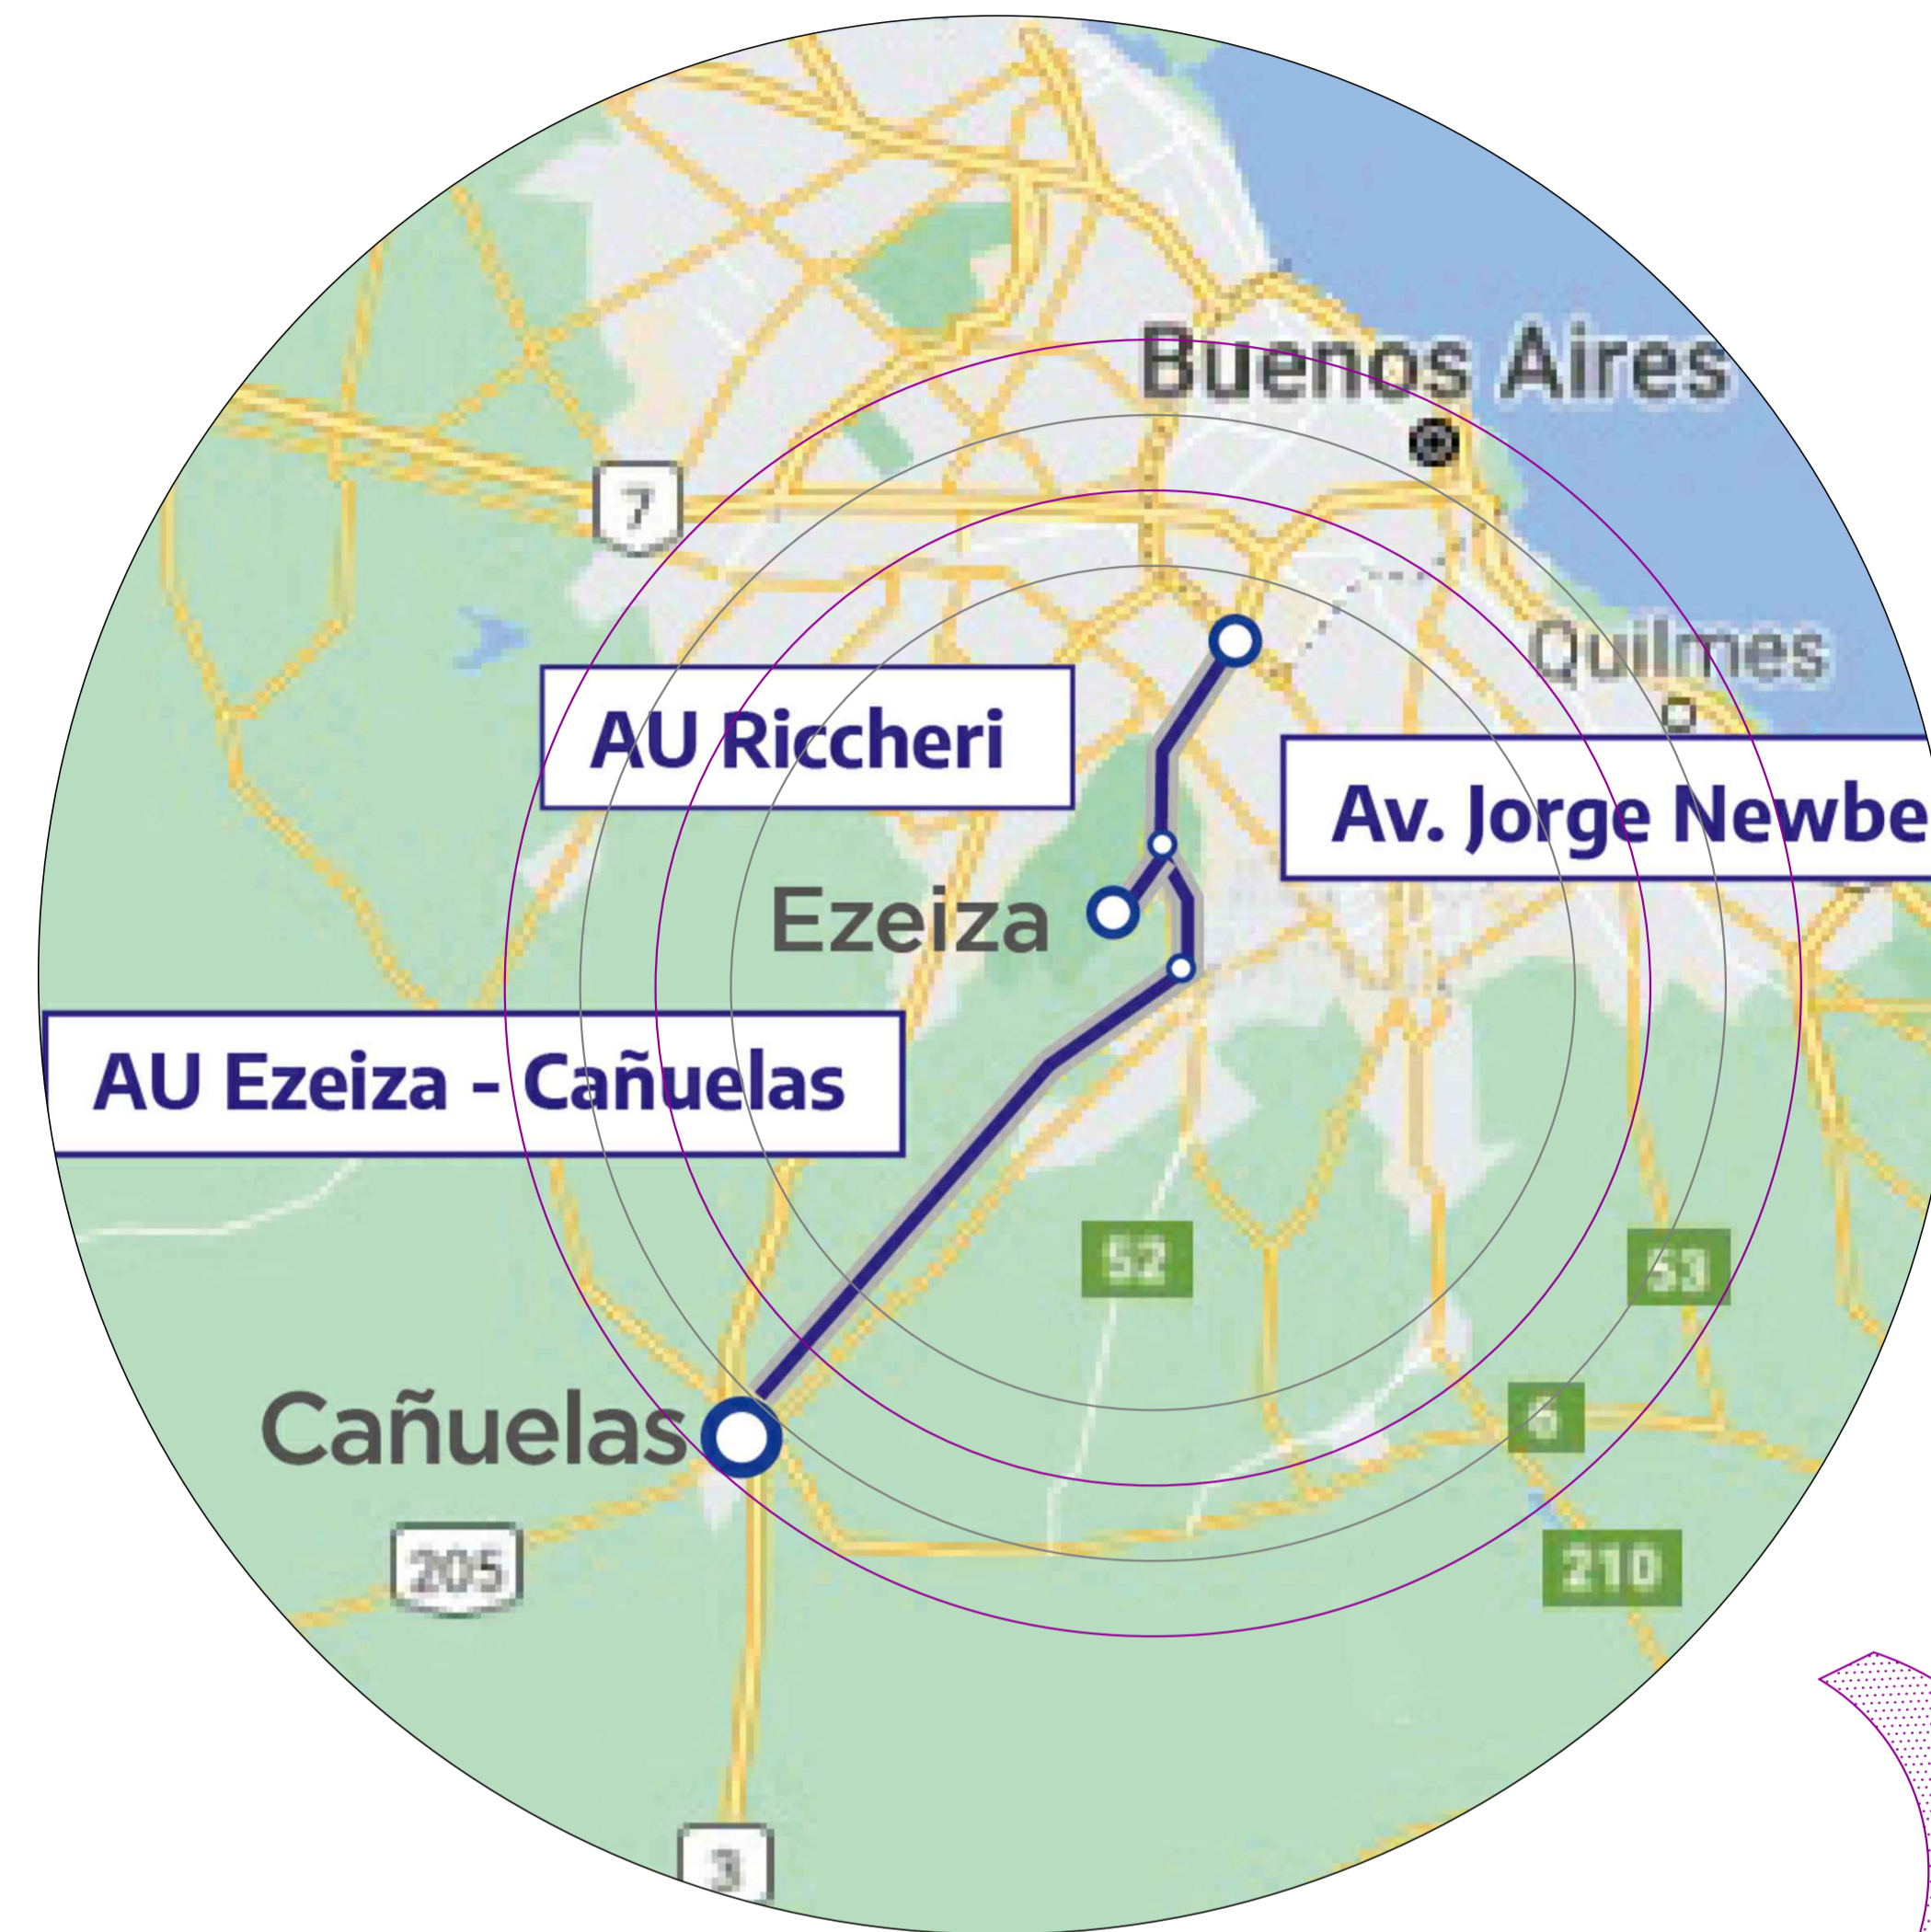 Buenos Aires
7
Quilmes
AU Riccheri
Av. Jorge Newbe
Ezeiza
AU Ezeiza - Cañuelas
52
53
Cañuelas
6
205
210
3